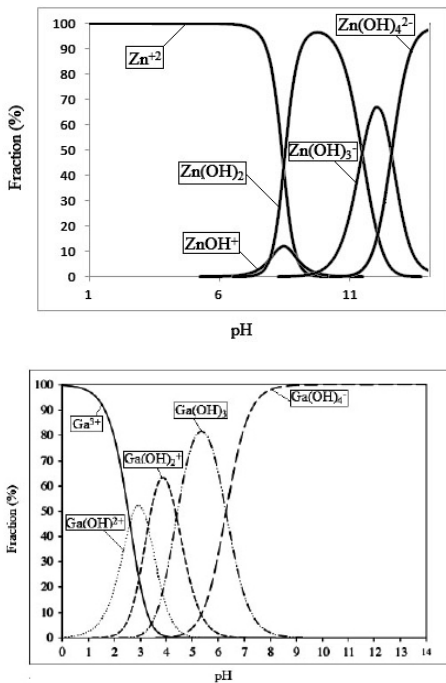 100
90
80
70
60
50
40
30
20
10
0
Fraction (%)
Zn+2
Zn(OH)4 2-
Zn(OH)2
Zn(OH)3-
ZnOH+
1 6 11
pH
100
90
80
70
60
50
40
30
20
10
0
Fraction (%)
Ga3+
Ga(OH)2+
Ga(OH)2+
Ga(OH)3
Ga(OH)4-
0 1 2 3 4 5 6 7 8 9 10 11 12 13 14
pH